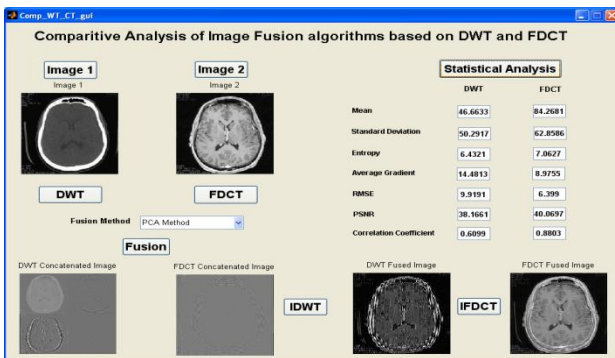 Comp_WT_CT_gui
Comparitive Analysis of Image Fusion algorithms based on DWT and FDCT
Image 1
Image 2
Image 1
Image 2
DWT
FDCT
Fusion Method
PCA Method
Fusion
DWT Concatenated Image
FDCT Concatenated Image
IDWT
Statistical Analysis
DWT FDCT
Mean 46.6633 84.2681
Standard Deviation 50.2917 62.8586
Entropy 6.4321 7.0627
Average Gradient 14.4813 8.9755
RMSE 9.9191 6.399
PSNR 38.1661 40.0697
Correlation Coefficient 0.6099 0.8803
DWT Fused Image
FDCT Fused Image
IFDCT